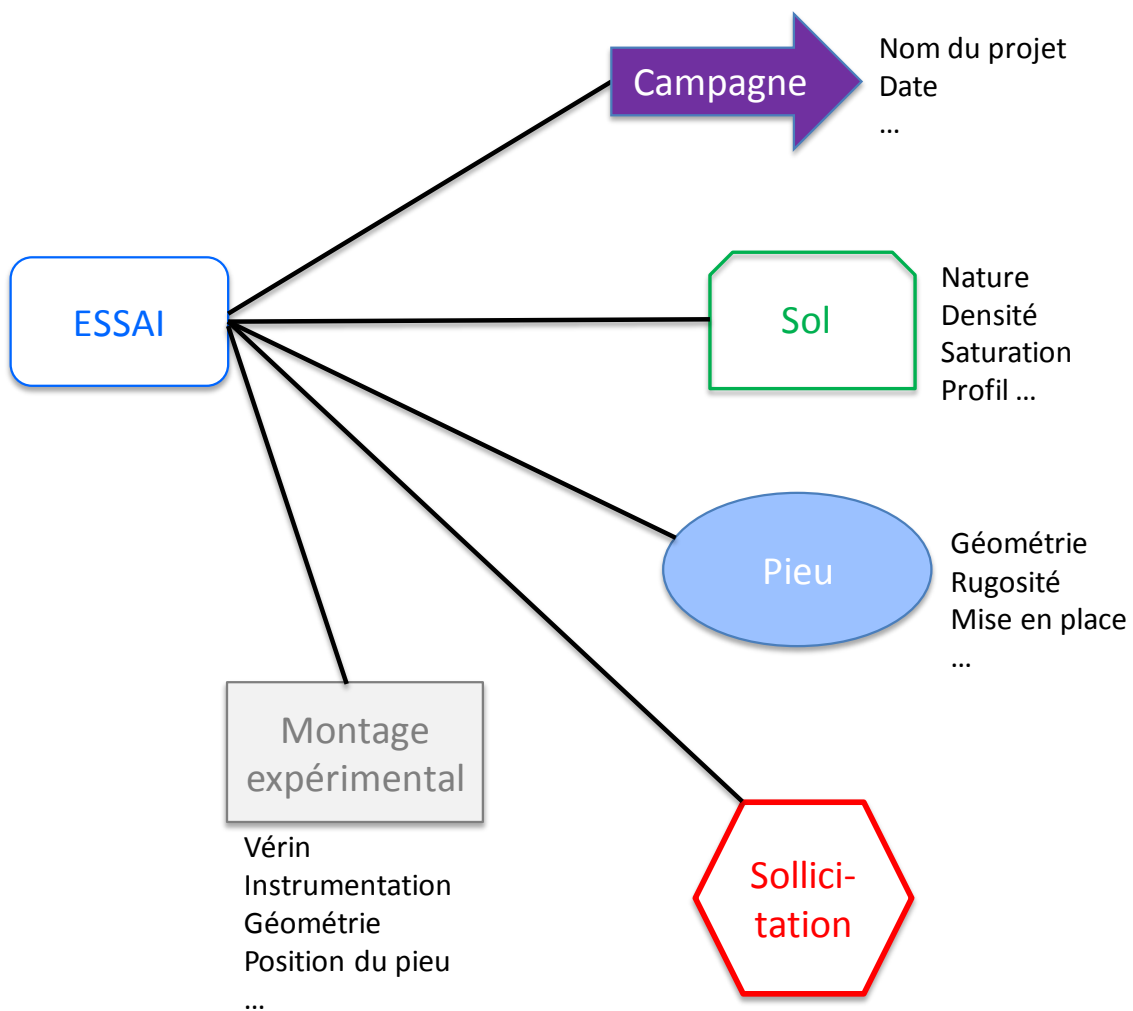 Campagne
Nom du projet
Date
...
ESSAI
Sol
Nature
Densité
Saturation
Profil ...
Pieu
Géométrie
Rugosité
Mise en place
...
Montage
expérimental
Vérin
Instrumentation
Géométrie
Position du pieu
...
Sollici-
tation